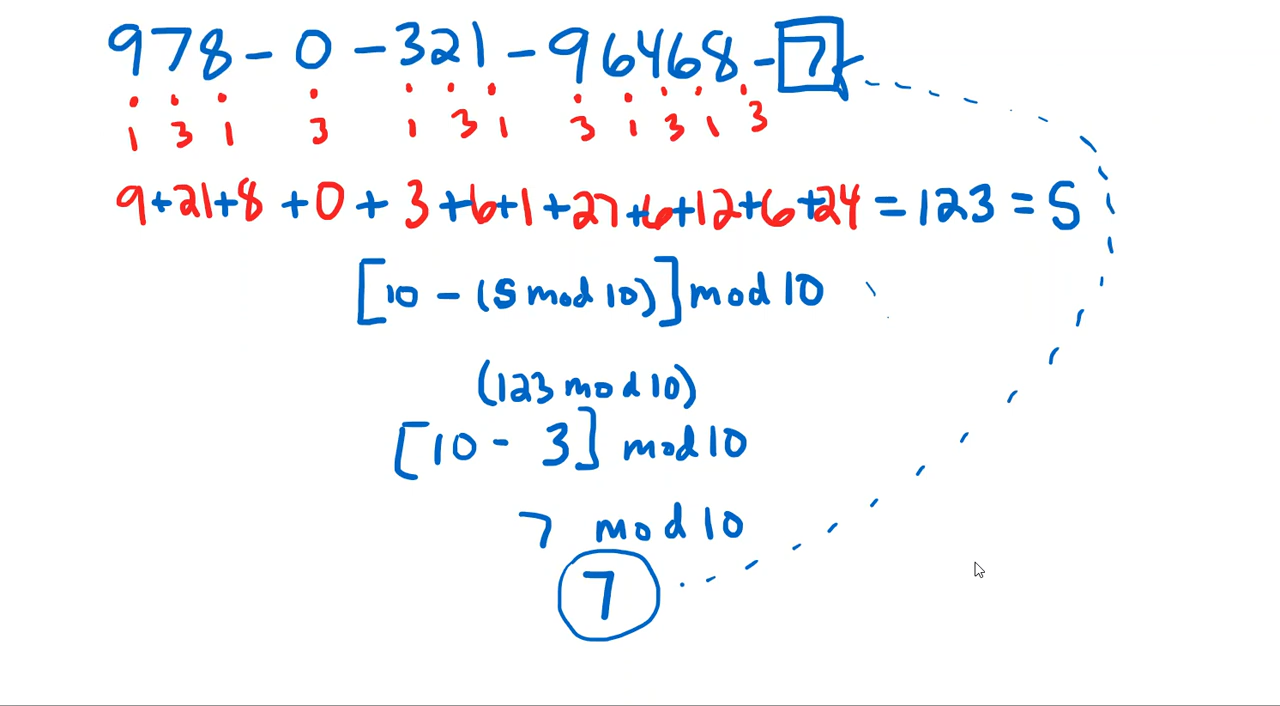 978 - 0 - 321 - 96468 - 7
1 3 1 3 1 3 1 3 1 3 1 3
9+21+8 +0 + 3+6+1+27+6+12+6+24 = 123 = S
[10 - (S mod 10)] mod 10
(123 mod 10)
[10 - 3] mod 10
7 mod 10
7